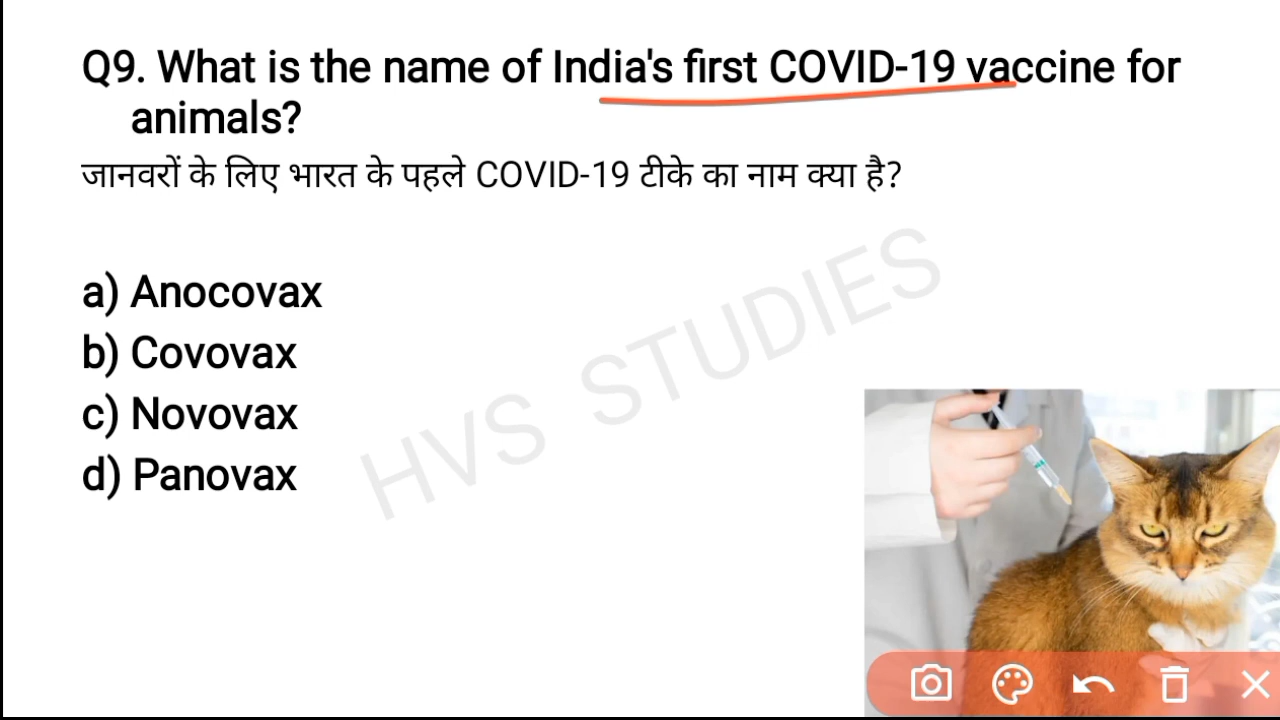 Q9. What is the name of India's first COVID-19 vaccine for
animals?
जानवरों के लिए भारत के पहले COVID-19 टीके का नाम क्या है?
a) Anocovax
b) Covovax
c) Novovax
d) Panovax
HVS STUDIES